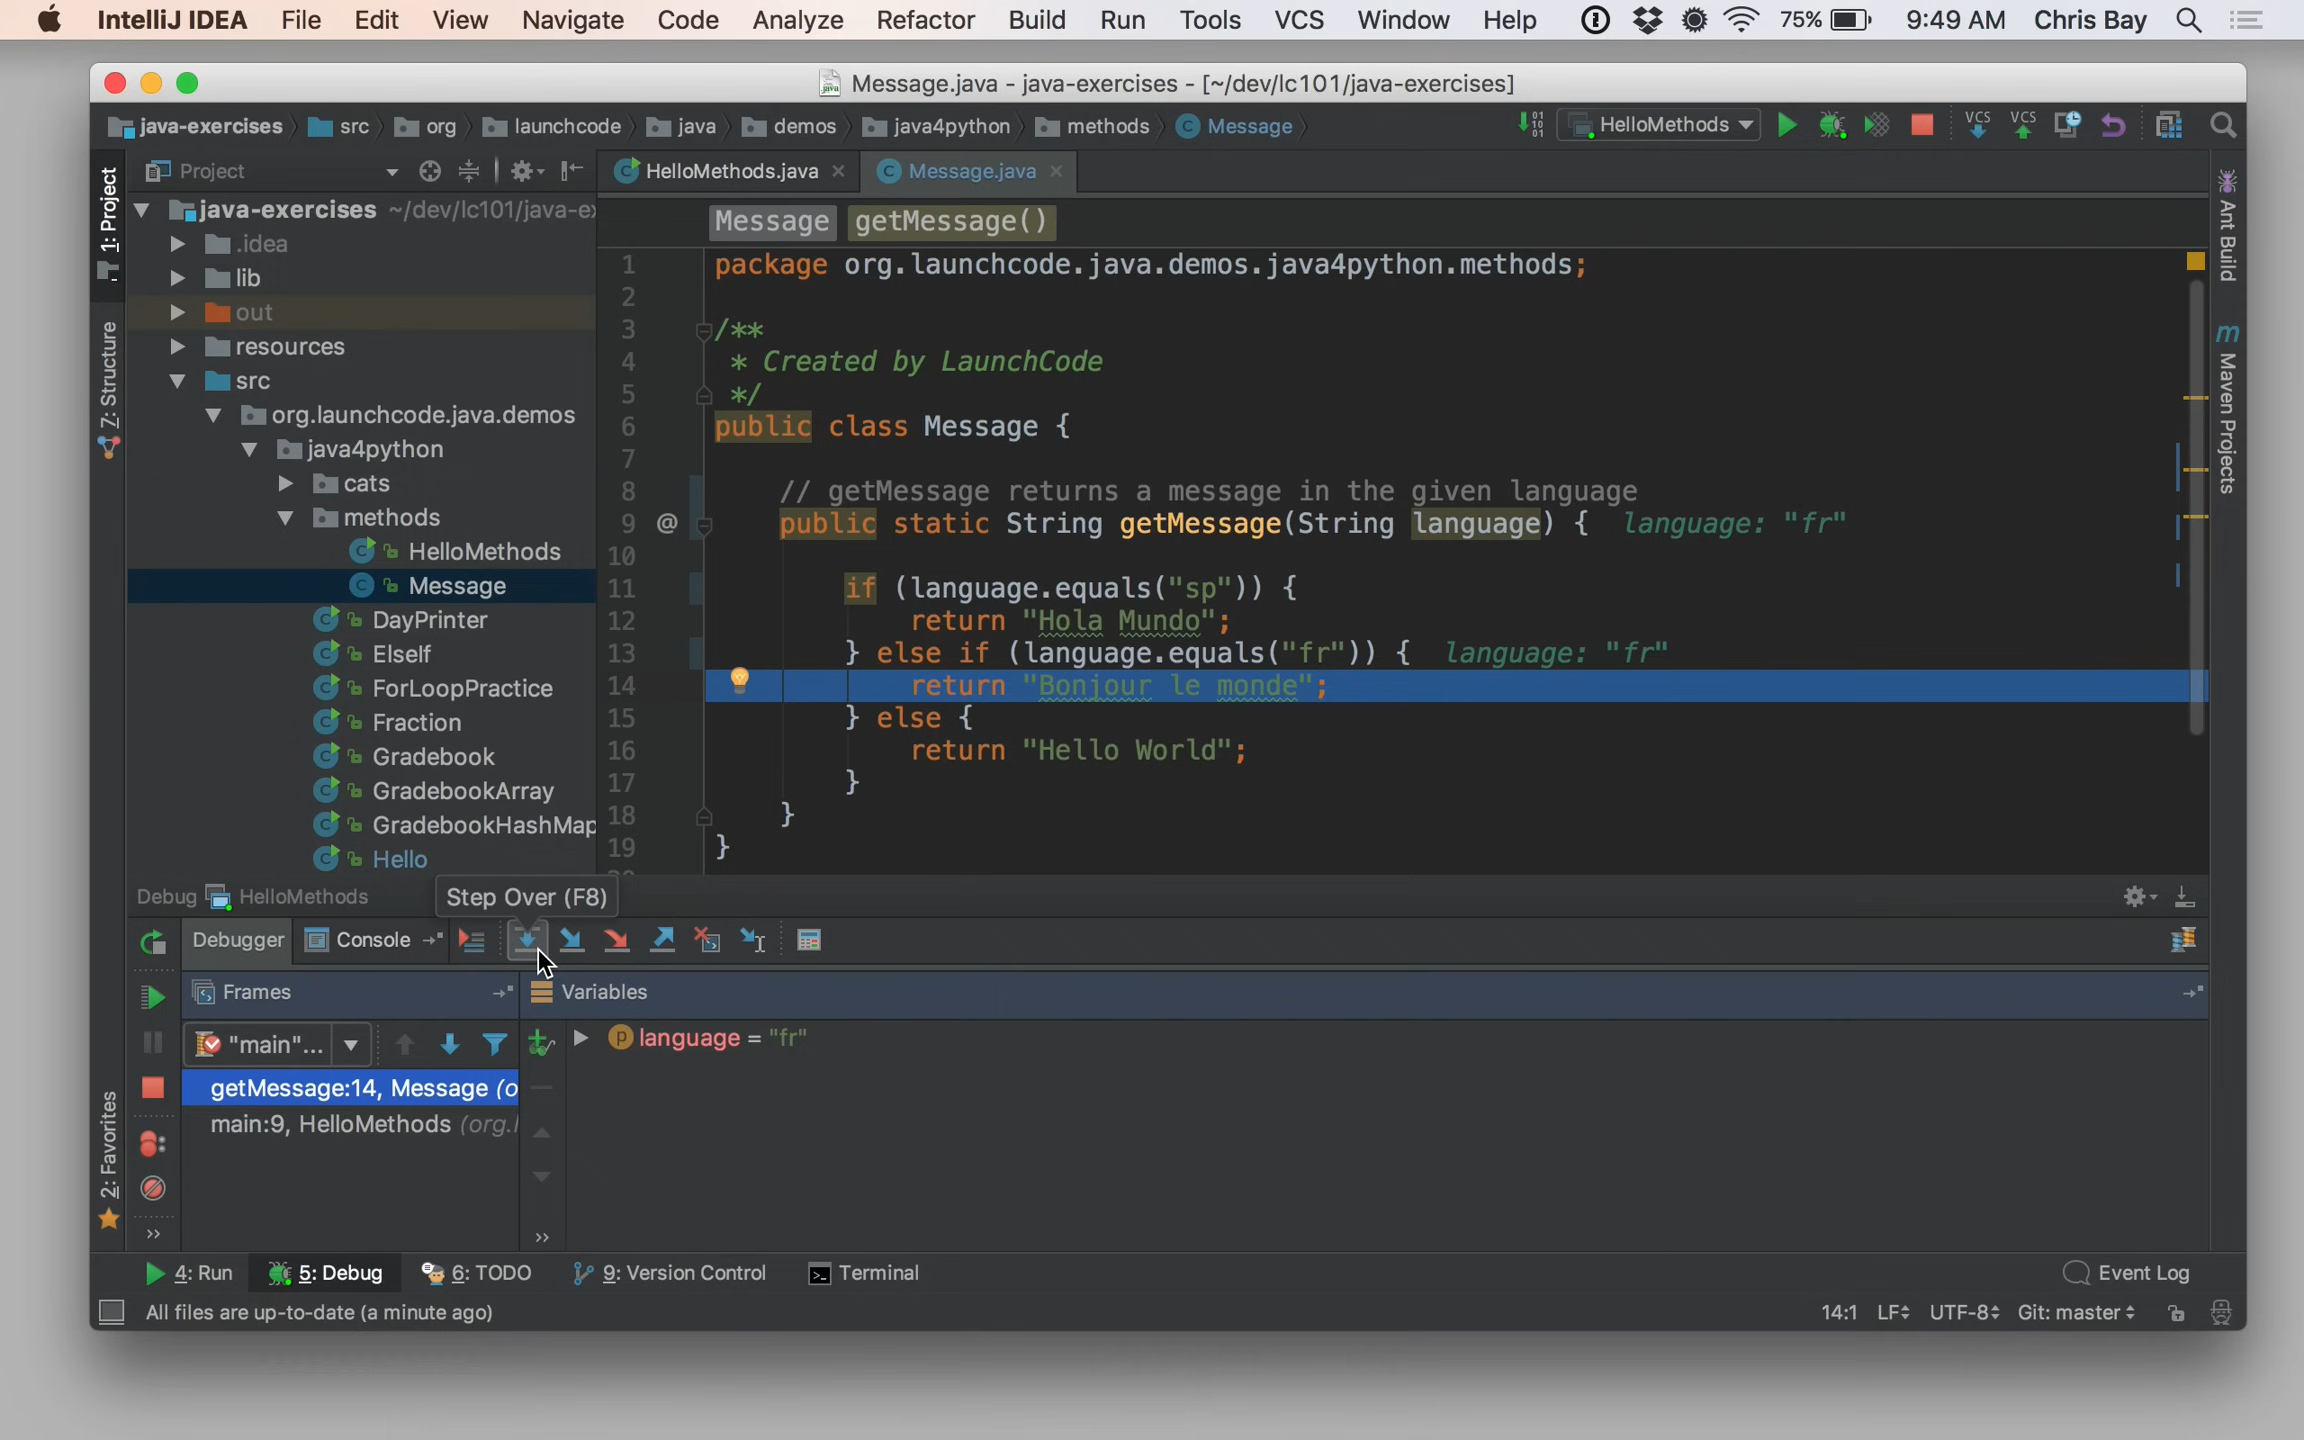 IntelliJ IDEA File Edit View Navigate Code Analyze Refactor Build Run Tools VCS Window Help 75% 9:49 AM Chris Bay
Message.java - java-exercises - [~/dev/lc101/java-exercises]
java-exercises src org launchcode java demos java4python methods Message HelloMethods VCS VCS
1: Project
Z: Structure
2: Favorites
Project
java-exercises ~/dev/lc101/java-ex
.idea
lib
out
resources
src
org.launchcode.java.demos
java4python
cats
methods
HelloMethods
Message
DayPrinter
ElseIf
ForLoopPractice
Fraction
Gradebook
GradebookArray
GradebookHashMap
Hello
HelloMethods.java Message.java
Message getMessage()
1 package org.launchcode.java.demos.java4python.methods;
2
3 /**
4 * Created by LaunchCode
5 */
6 public class Message {
7
8 // getMessage returns a message in the given language
9 @ public static String getMessage(String language) { language: "fr"
10
11 if (language.equals("sp")) {
12 return "Hola Mundo";
13 } else if (language.equals("fr")) { language: "fr"
14 return "Bonjour le monde";
15 } else {
16 return "Hello World";
17 }
18 }
19 }
Ant Build
m Maven Projects
Debug HelloMethods Step Over (F8)
Debugger Console
Frames Variables
"main"... language = "fr"
getMessage:14, Message (o
main:9, HelloMethods (org.l
4: Run 5: Debug 6: TODO 9: Version Control Terminal Event Log
All files are up-to-date (a minute ago) 14:1 LF UTF-8 Git: master